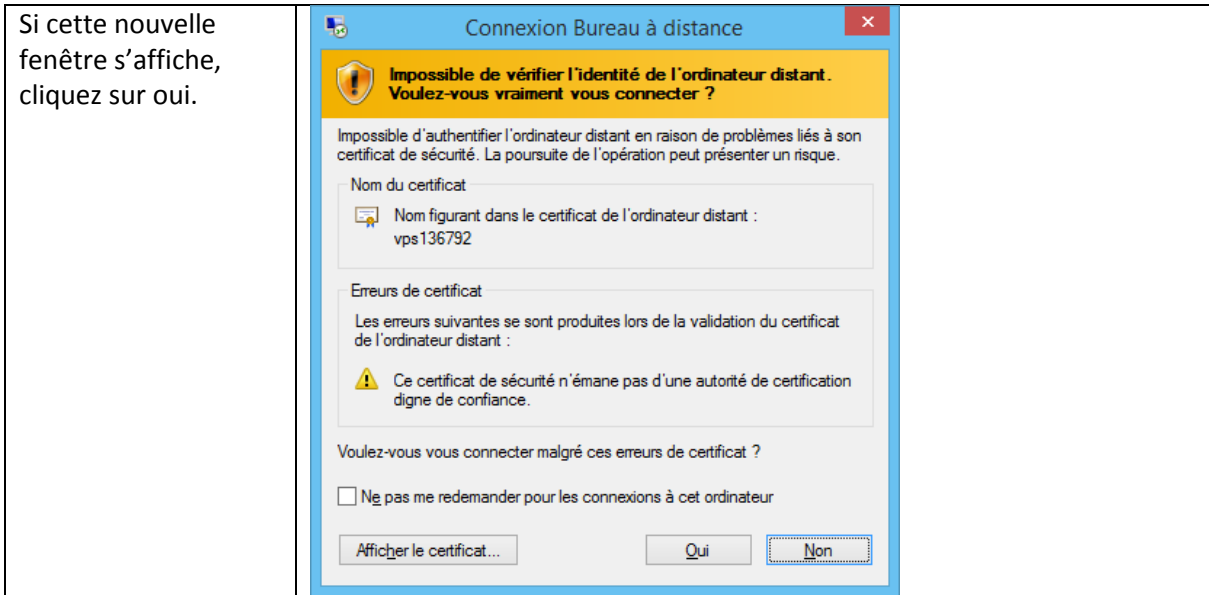 Si cette nouvelle
fenêtre s’affiche,
cliquez sur oui.
Connexion Bureau à distance
Impossible de vérifier l'identité de l'ordinateur distant.
Voulez-vous vraiment vous connecter ?
Impossible d'authentifier l'ordinateur distant en raison de problèmes liés à son
certificat de sécurité. La poursuite de l'opération peut présenter un risque.
Nom du certificat
Nom figurant dans le certificat de l'ordinateur distant :
vps136792
Erreurs de certificat
Les erreurs suivantes se sont produites lors de la validation du certificat
de l'ordinateur distant :
Ce certificat de sécurité n'émane pas d'une autorité de certification
digne de confiance.
Voulez-vous vous connecter malgré ces erreurs de certificat ?
Ne pas me redemander pour les connexions à cet ordinateur
Afficher le certificat...
Oui
Non